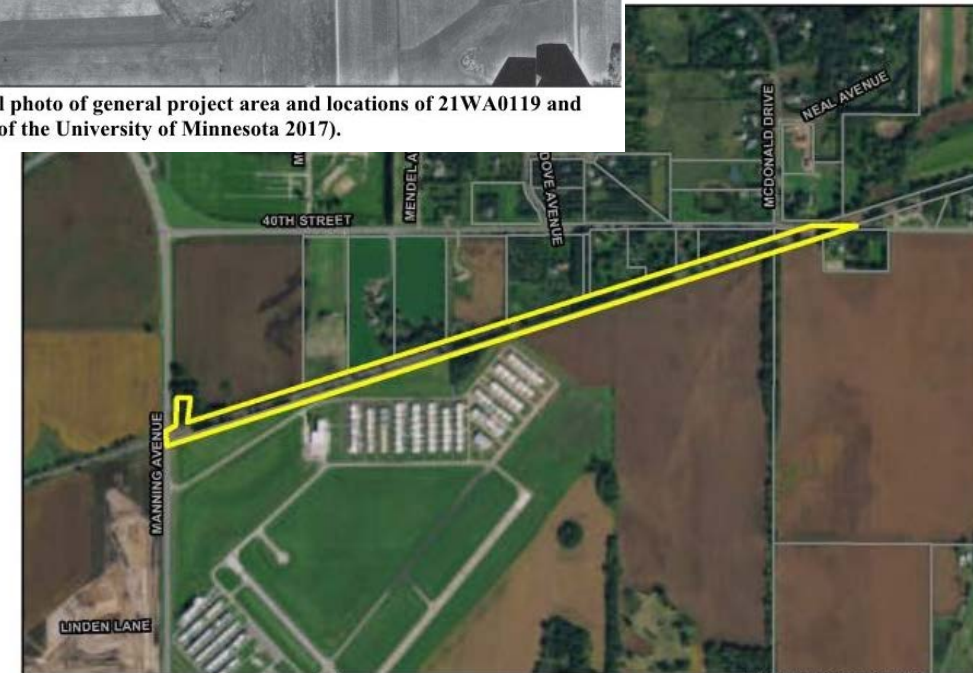 l photo of general project area and locations of 21WA0119 and
of the University of Minnesota 2017).
NEAL AVENUE
MCDONALD DRIVE
MENDEL A
DOVE AVENUE
40TH STREET
MANNING AVENUE
LINDEN LANE